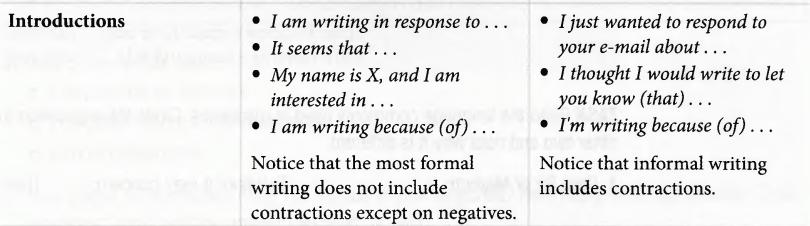 Introductions
• I am writing in response to . . .
• It seems that . . .
• My name is X, and I am
interested in . . .
• I am writing because (of) . . .
Notice that the most formal
writing does not include
contractions except on negatives.
• I just wanted to respond to
your e-mail about . . .
• I thought I would write to let
you know (that) . . .
• I'm writing because (of) . . .
Notice that informal writing
includes contractions.